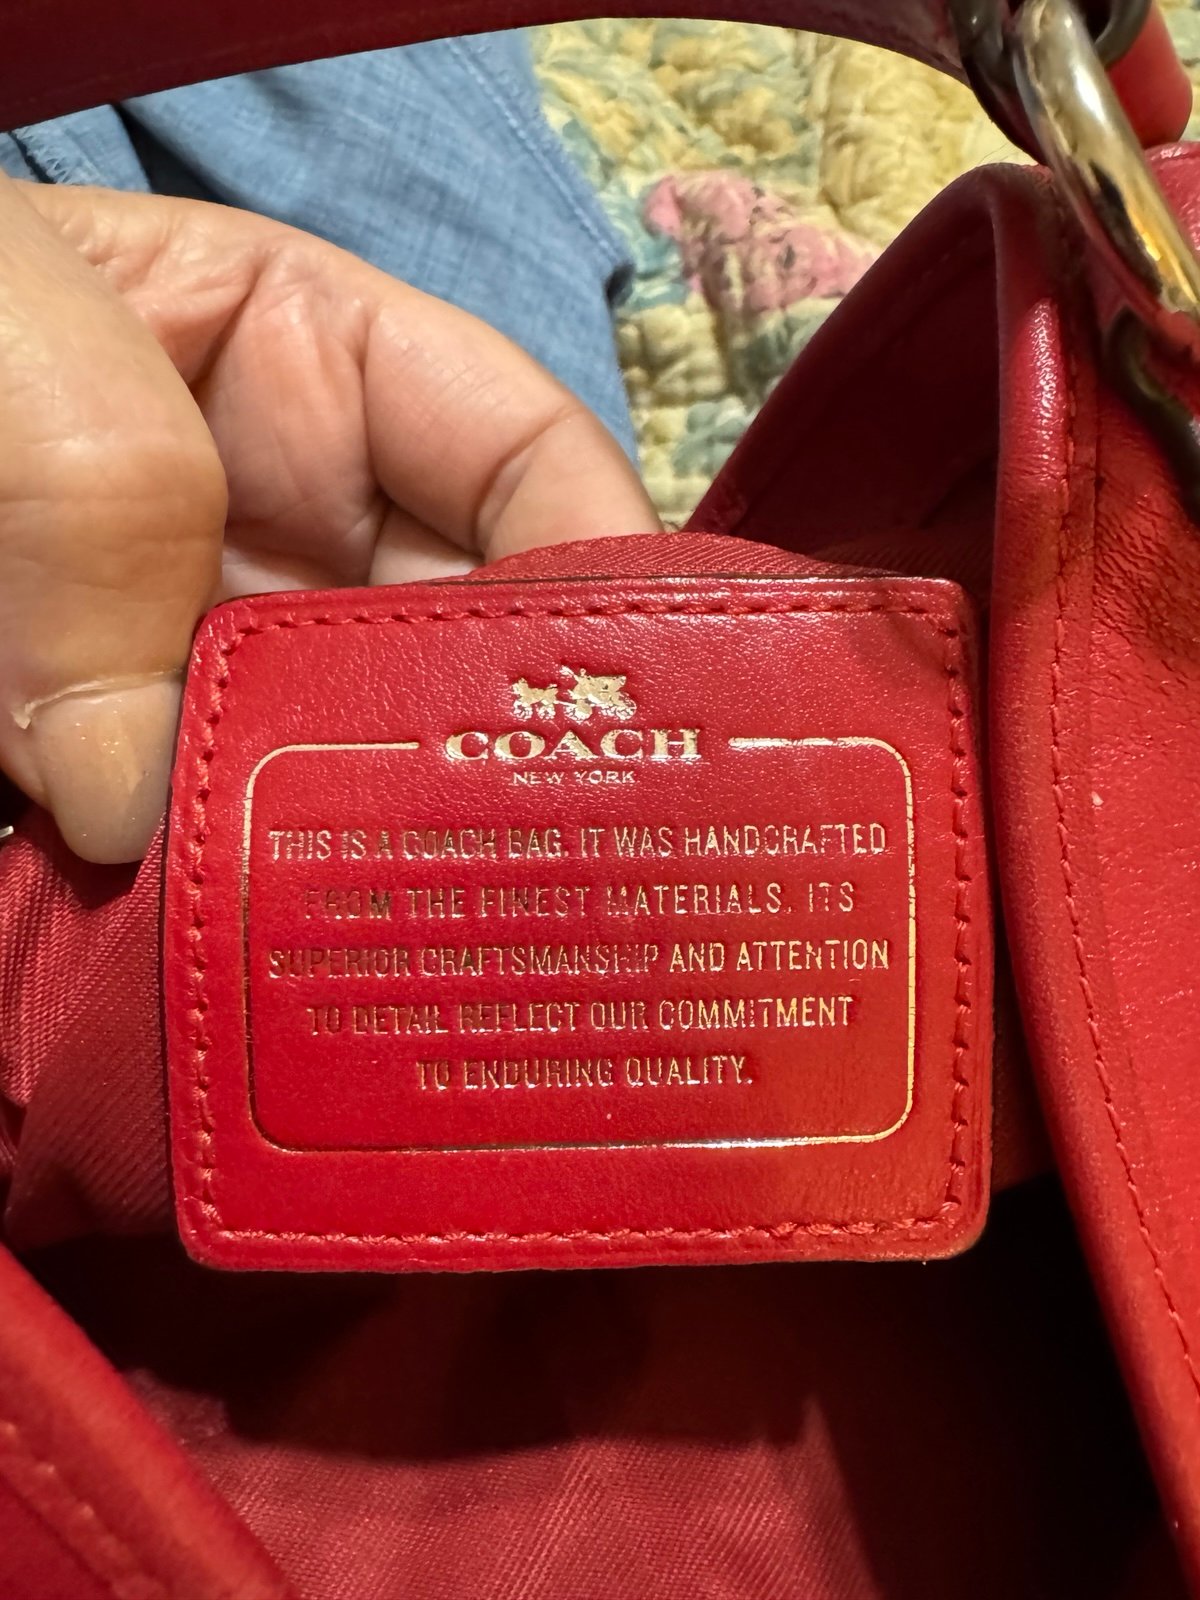 COACH
NEW YORK
THIS IS A COACH BAG. IT WAS HANDCRAFTED
FROM THE FINEST MATERIALS. ITS
SUPERIOR CRAFTSMANSHIP AND ATTENTION
TO DETAIL REFLECT OUR COMMITMENT
TO ENDURING QUALITY.